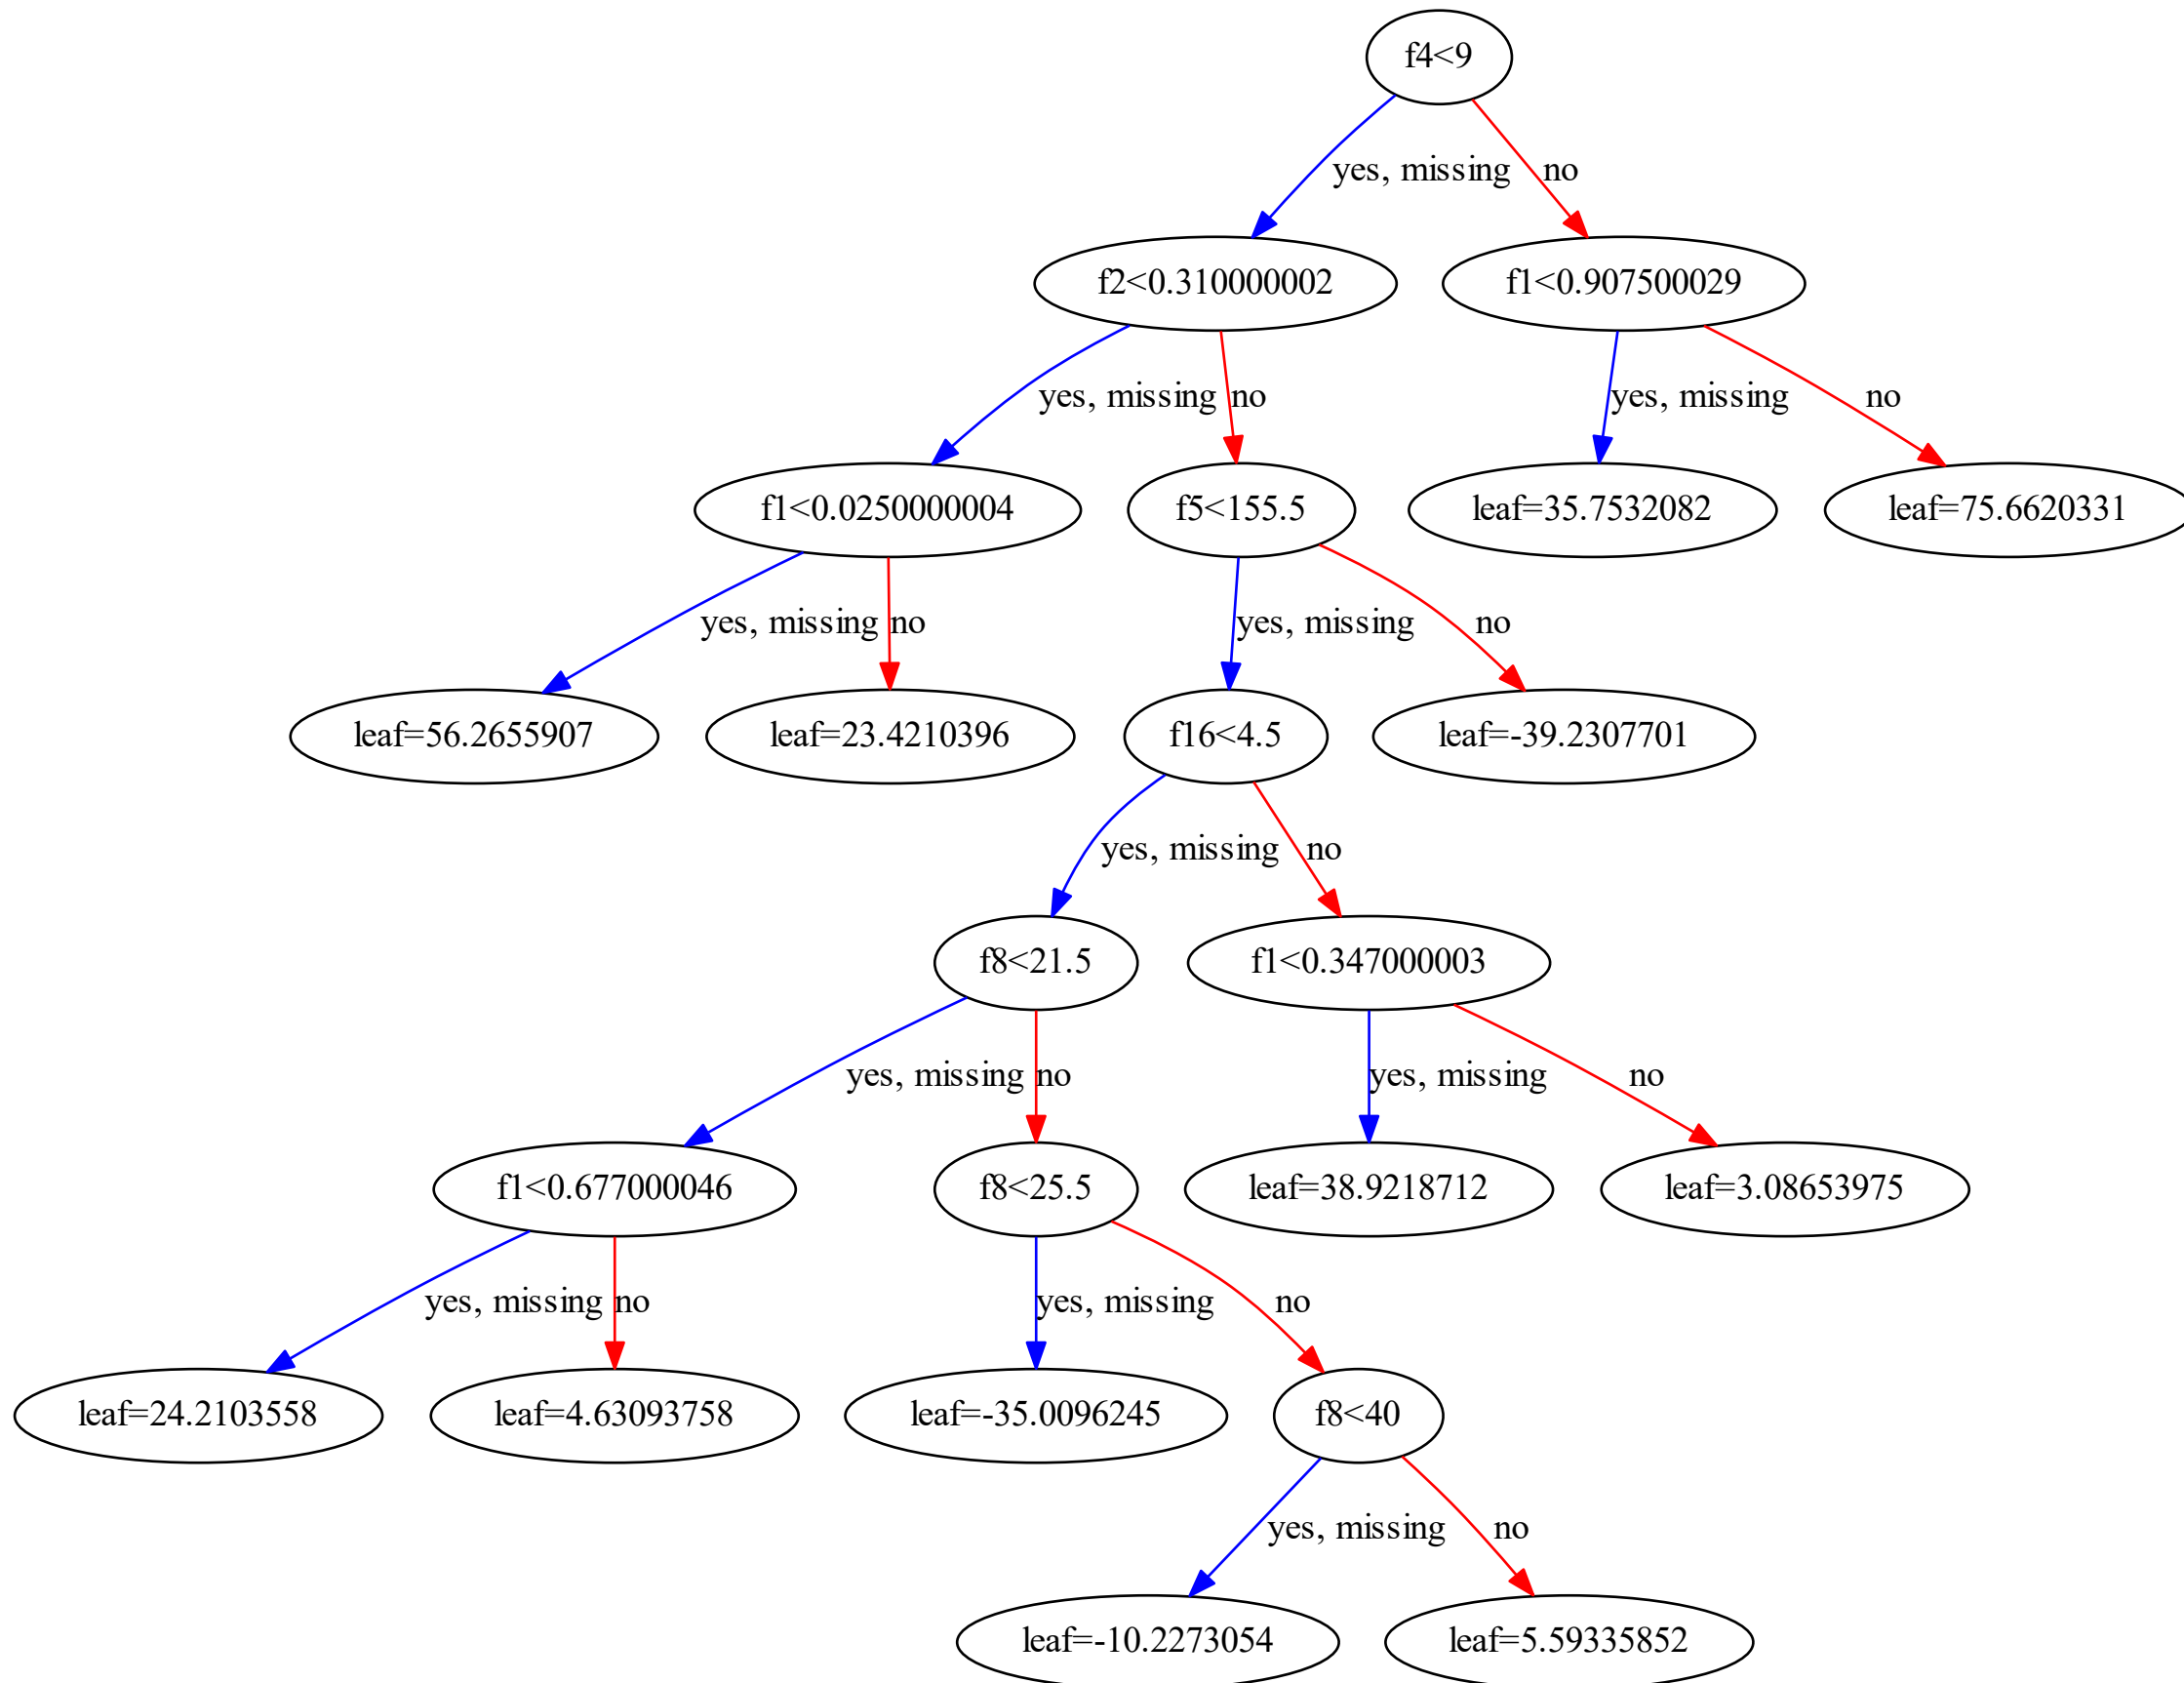 f4<9
yes, missing
no
f2<0.310000002
f1<0.907500029
yes, missing
no
yes, missing
no
f1<0.0250000004
f5<155.5
leaf=35.7532082
leaf=75.6620331
yes, missing
no
yes, missing
no
leaf=56.2655907
leaf=23.4210396
f16<4.5
leaf=-39.2307701
yes, missing
no
f8<21.5
f1<0.347000003
yes, missing
no
yes, missing
no
f1<0.677000046
f8<25.5
leaf=38.9218712
leaf=3.08653975
yes, missing
no
yes, missing
no
leaf=24.2103558
leaf=4.63093758
leaf=-35.0096245
f8<40
yes, missing
no
leaf=-10.2273054
leaf=5.59335852